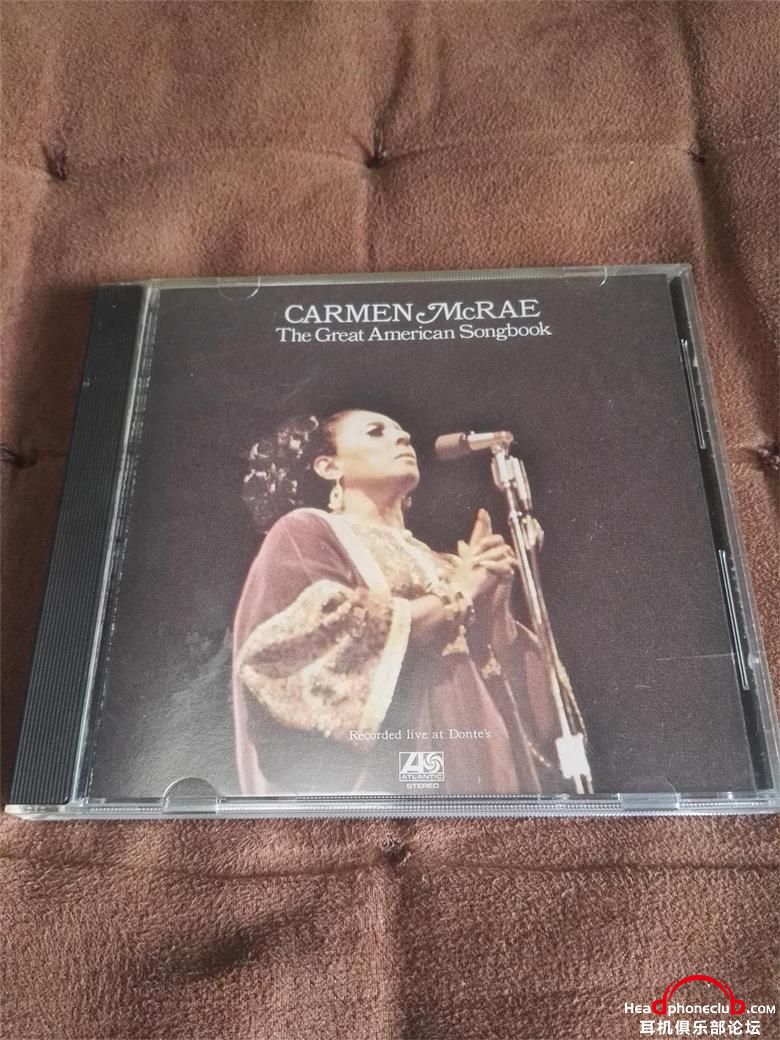 CARMEN McRAE
The Great American Songbook
Recorded live at Donte's
ATLANTIC
STEREO
Headphoneclub.com
耳机俱乐部论坛